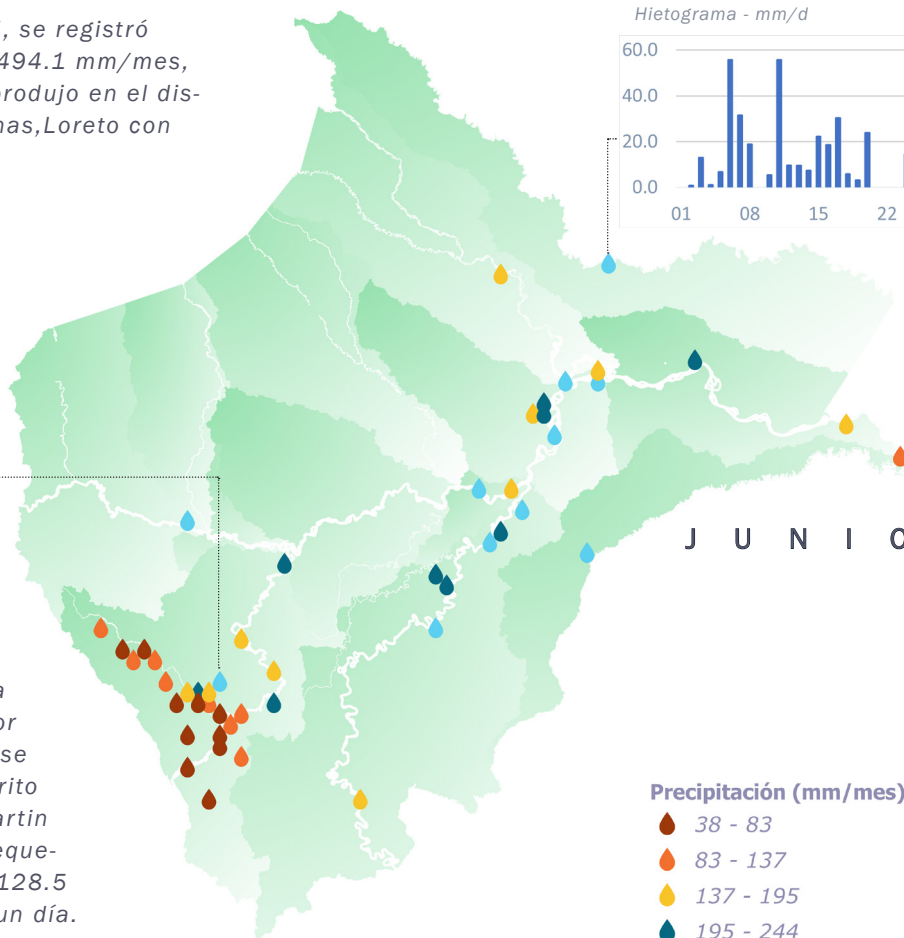 , se registró
494.1 mm/mes,
produjo en el dis-
nas,Loreto con
Hietograma - mm/d
60.0
40.0
20.0
0.0
01 08 15 22
J U N I O
a
or
se
rito
artin
eque-
128.5
un día.
Precipitación (mm/mes)
38 - 83
83 - 137
137 - 195
195 - 244